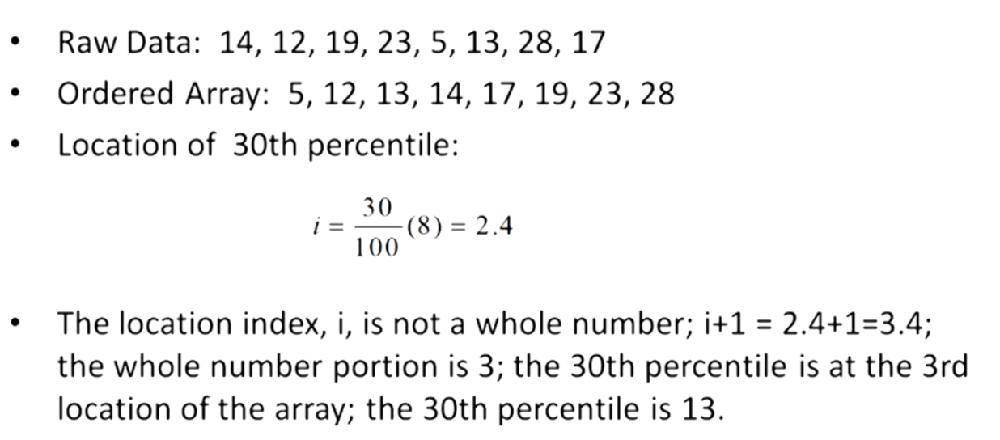 • Raw Data: 14, 12, 19, 23, 5, 13, 28, 17
• Ordered Array: 5, 12, 13, 14, 17, 19, 23, 28
• Location of 30th percentile:
i = 30/100 (8) = 2.4
• The location index, i, is not a whole number; i+1 = 2.4+1=3.4;
the whole number portion is 3; the 30th percentile is at the 3rd
location of the array; the 30th percentile is 13.